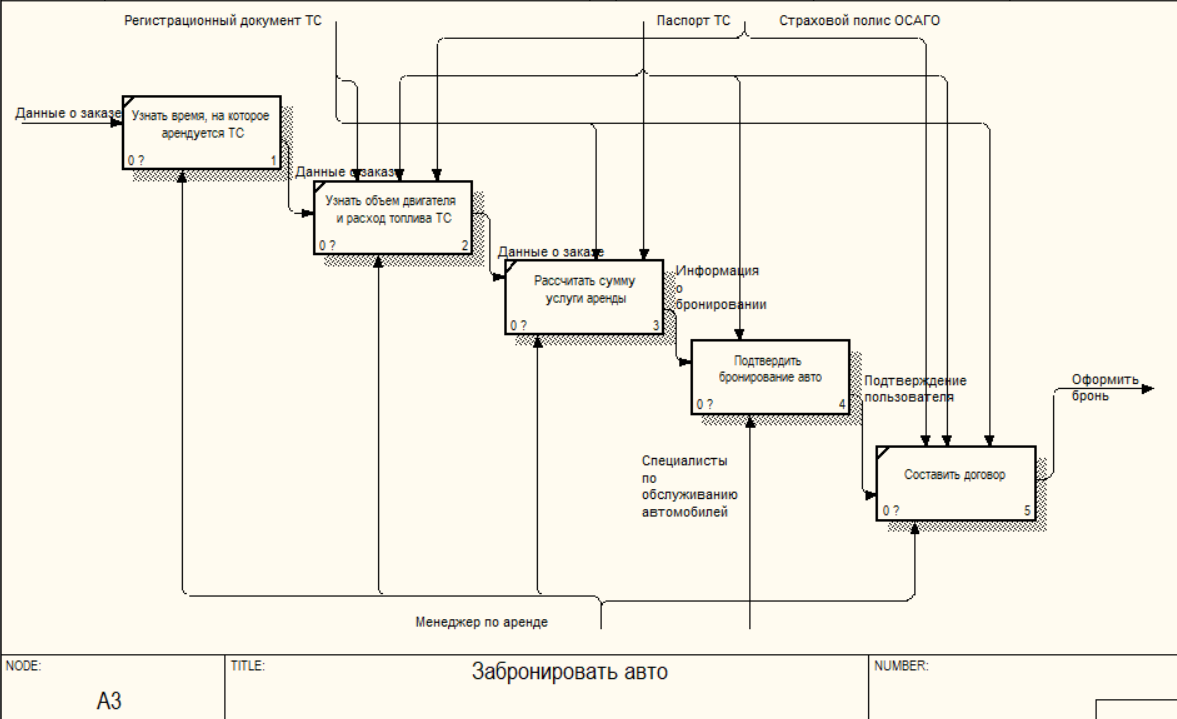 Регистрационный документ ТС
Паспорт ТС
Страховой полис ОСАГО
Данные о заказе
Узнать время, на которое
арендуется ТС
0 ?
1
Данные о заказе
Узнать объем двигателя
и расход топлива ТС
0 ?
2
Данные о заказе
Рассчитать сумму
услуги аренды
0 ?
3
Информация
о
бронировании
Подтвердить
бронирование авто
0 ?
4
Подтверждение
пользователя
Оформить
бронь
Специалисты
по
обслуживанию
автомобилей
Составить договор
0 ?
5
Менеджер по аренде
NODE:
A3
TITLE:
Забронировать авто
NUMBER: